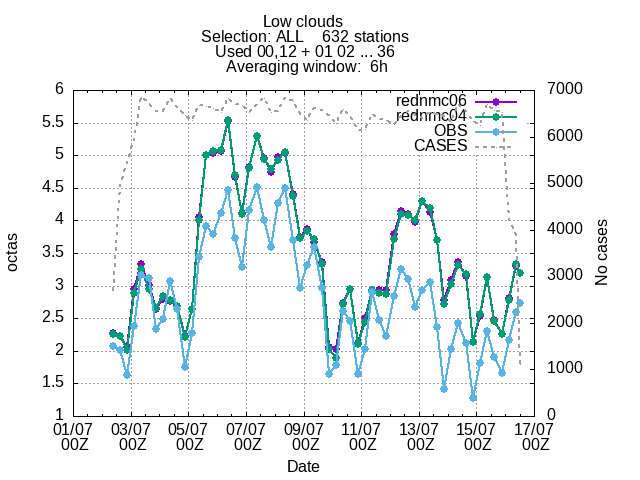 Low clouds
Selection: ALL 632 stations
Used 00,12 + 01 02 ... 36
Averaging window: 6h
6 7000
rednmc06
5.5 rednmc04 6000
OBS
CASES
5 5000
4.5
4 4000
octas
No cases
3.5
3 3000
2.5 2000
2
1.5 1000
1 0
01/07 03/07 05/07 07/07 09/07 11/07 13/07 15/07 17/07
00Z 00Z 00Z 00Z 00Z 00Z 00Z 00Z 00Z
Date